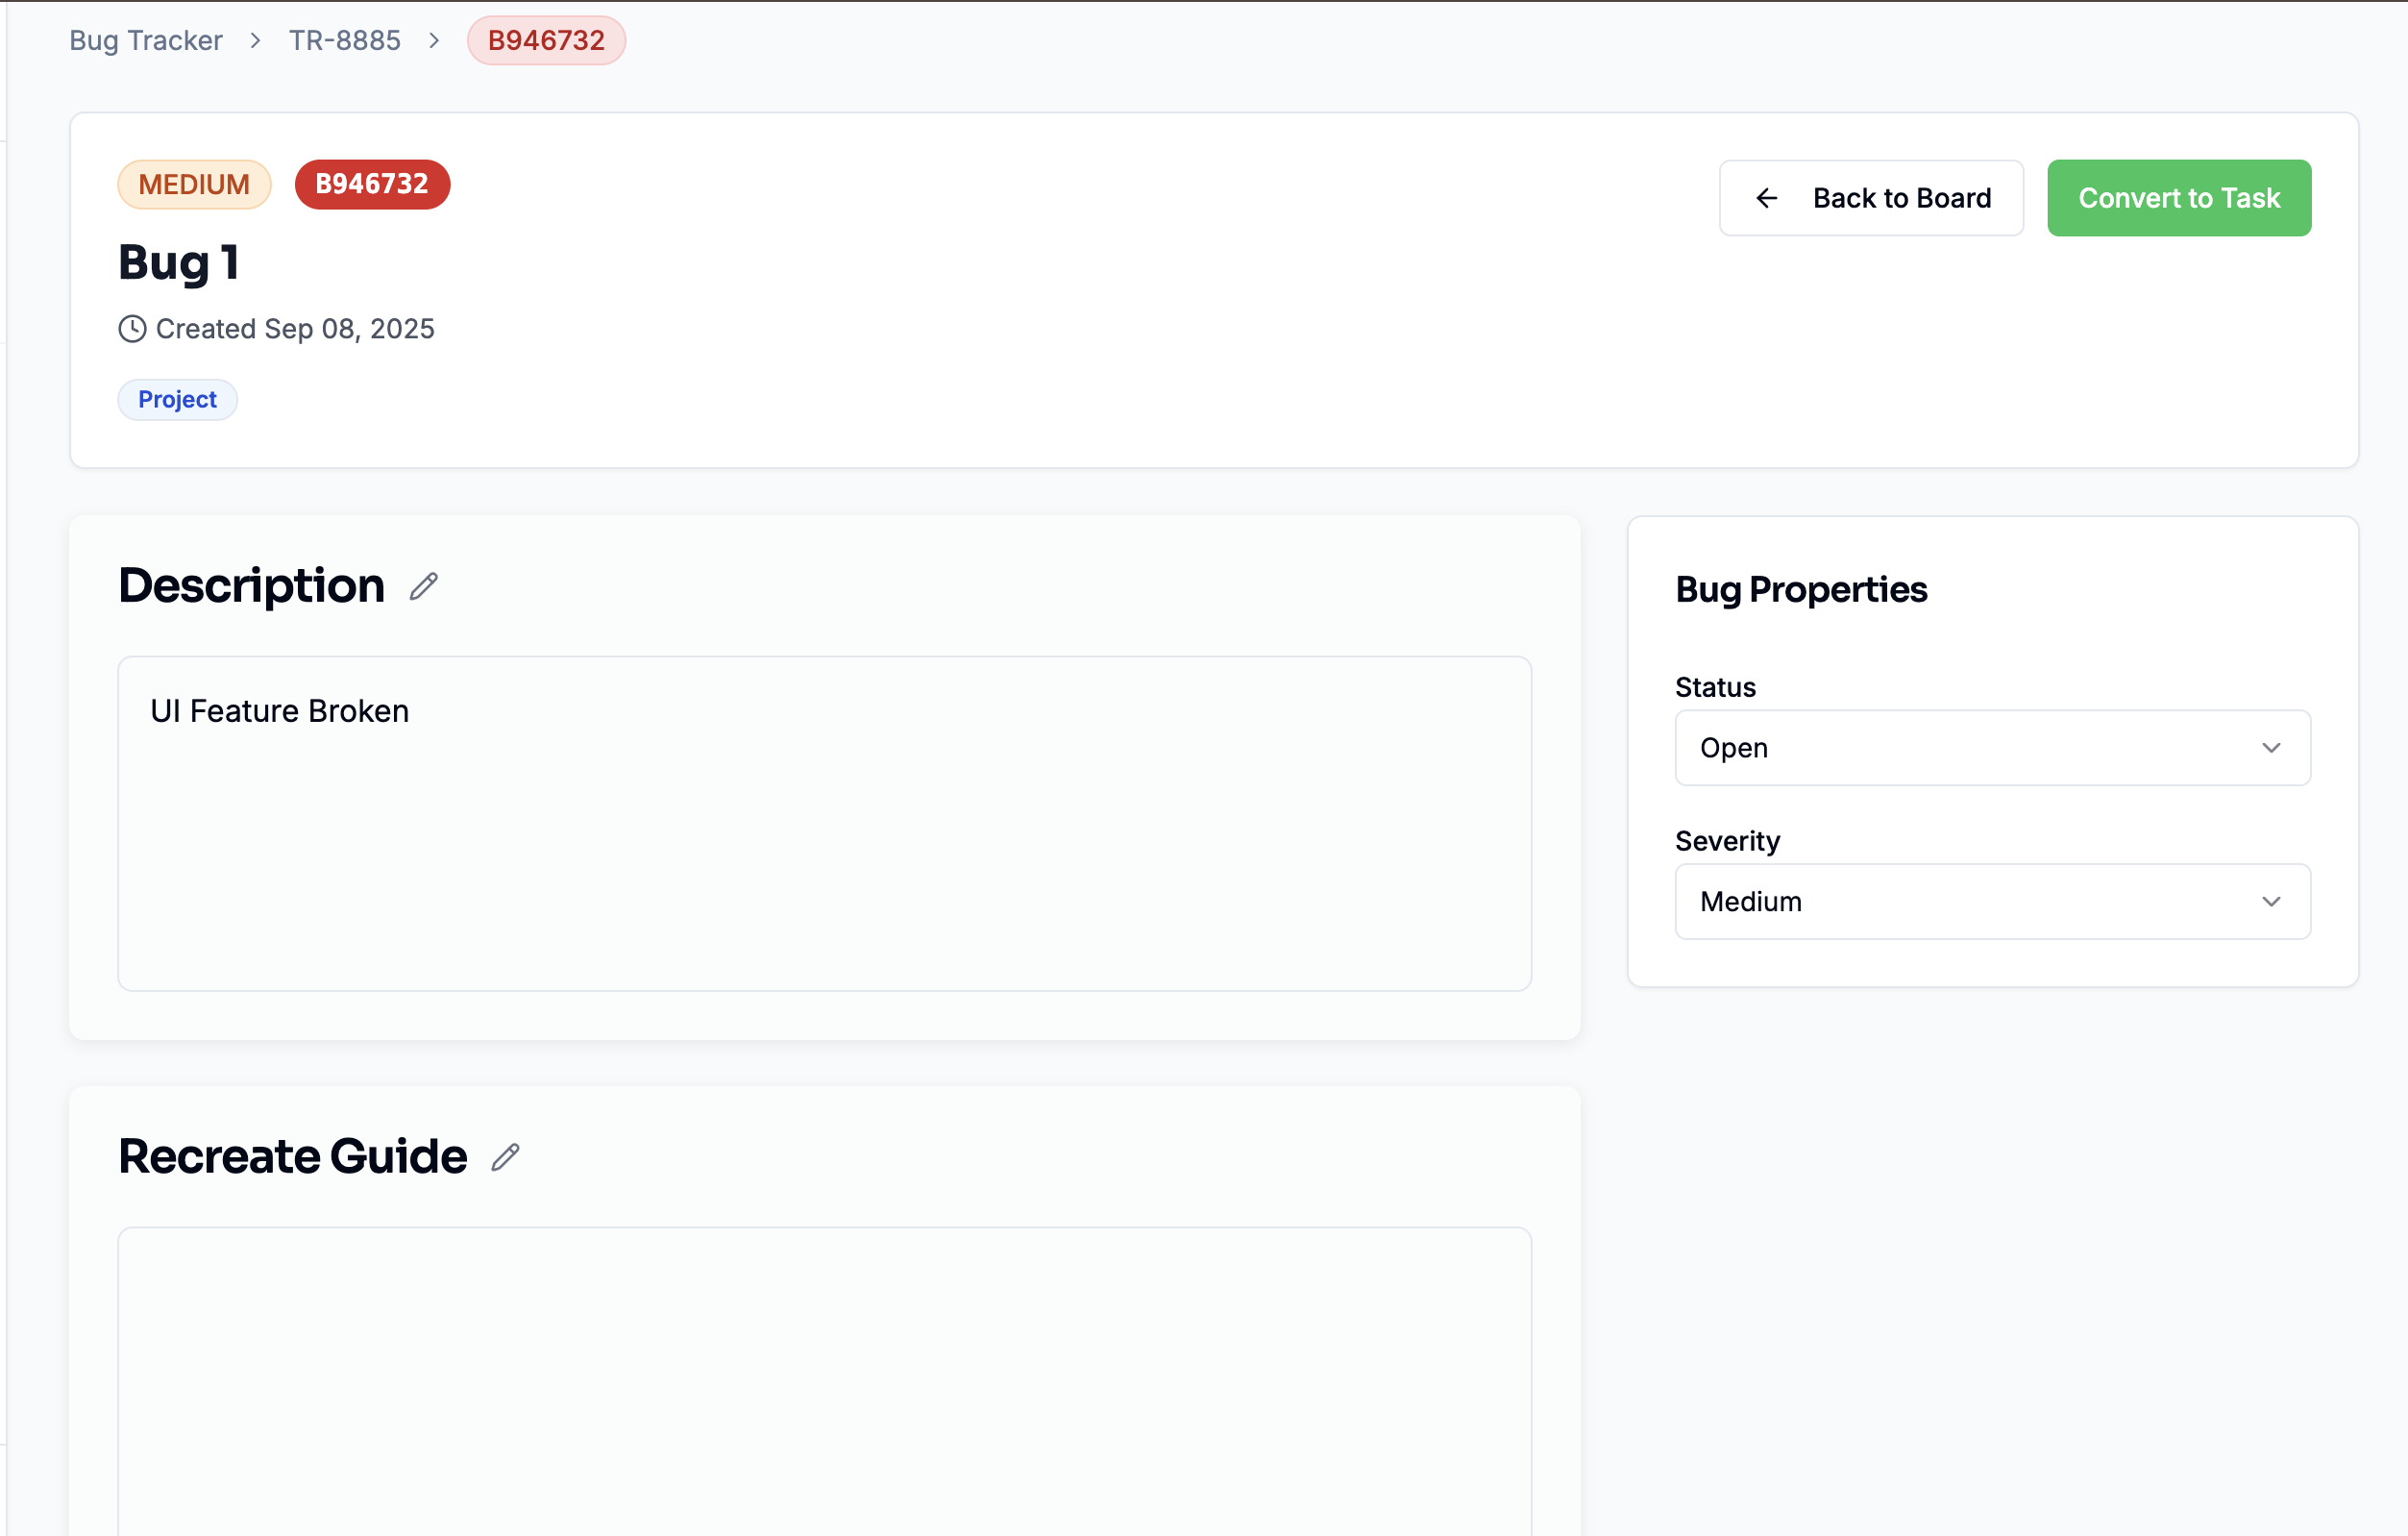 Bug Tracker > TR-8885 > B946732
MEDIUM B946732
Back to Board
Convert to Task
Bug 1
Created Sep 08, 2025
Project
Description
UI Feature Broken
Bug Properties
Status
Open
Severity
Medium
Recreate Guide